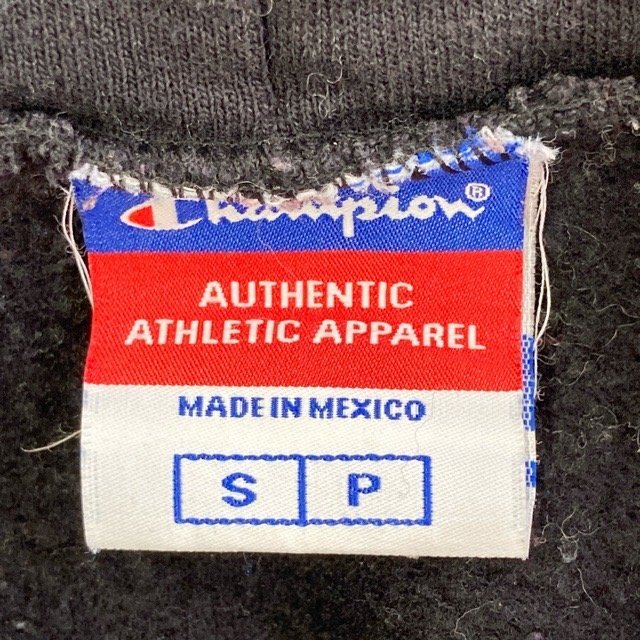 Champion®
AUTHENTIC
ATHLETIC APPAREL
MADE IN MEXICO
S P